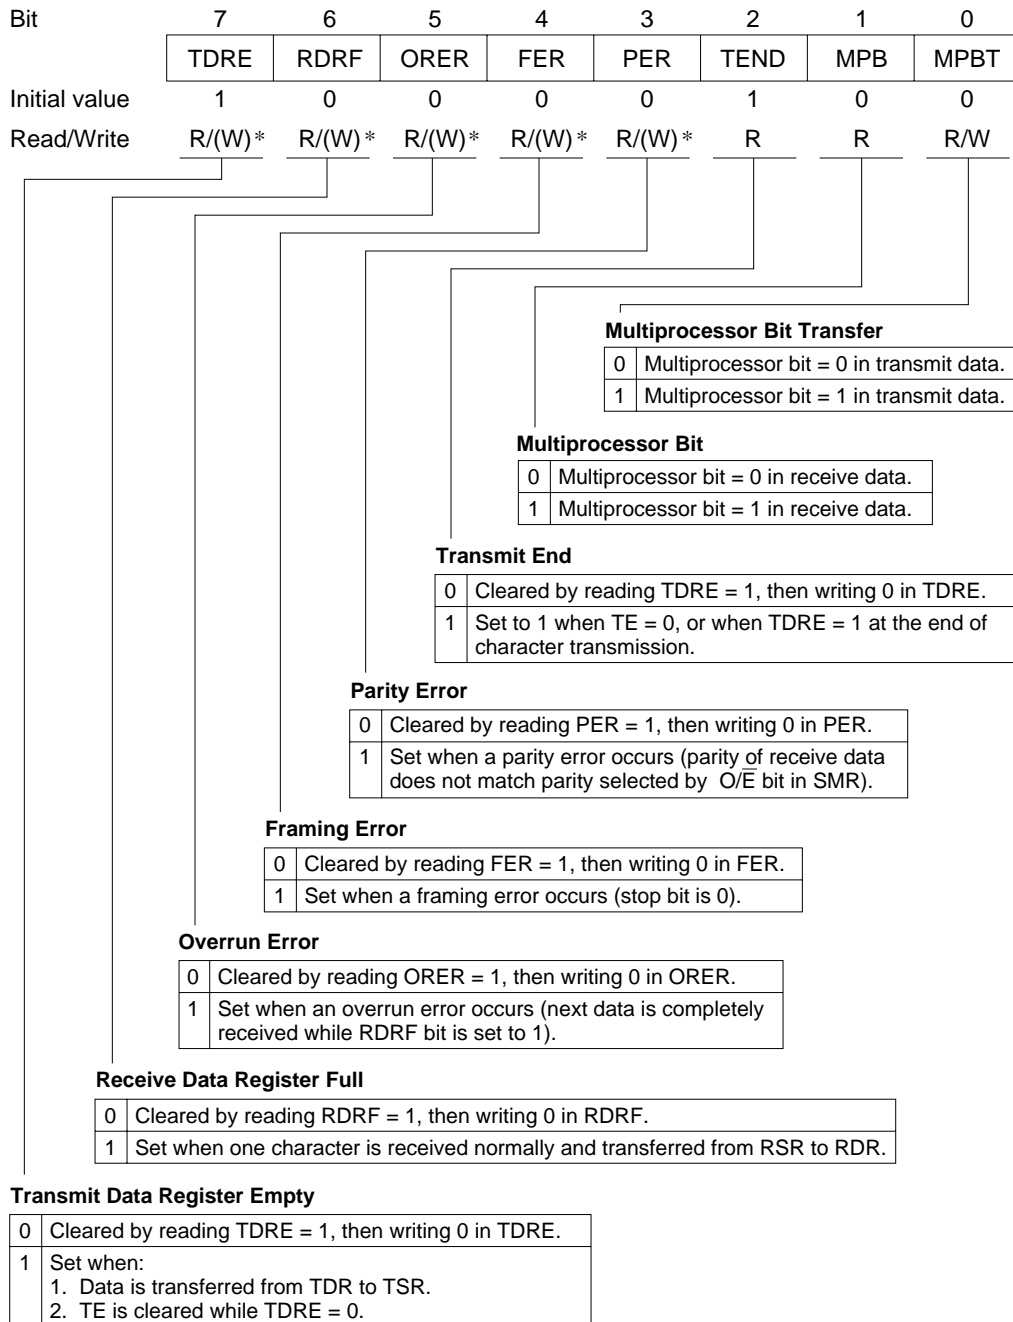 Bit 7 6 5 4 3 2 1 0
TDRE RDRF ORER FER PER TEND MPB MPBT
Initial value 1 0 0 0 0 1 0 0
Read/Write R/(W)* R/(W)* R/(W)* R/(W)* R/(W)* R R R/W
Multiprocessor Bit Transfer
0 Multiprocessor bit = 0 in transmit data.
1 Multiprocessor bit = 1 in transmit data.
Multiprocessor Bit
0 Multiprocessor bit = 0 in receive data.
1 Multiprocessor bit = 1 in receive data.
Transmit End
0 Cleared by reading TDRE = 1, then writing 0 in TDRE.
1 Set to 1 when TE = 0, or when TDRE = 1 at the end of
character transmission.
Parity Error
0 Cleared by reading PER = 1, then writing 0 in PER.
1 Set when a parity error occurs (parity of receive data
does not match parity selected by O/E̅ bit in SMR).
Framing Error
0 Cleared by reading FER = 1, then writing 0 in FER.
1 Set when a framing error occurs (stop bit is 0).
Overrun Error
0 Cleared by reading ORER = 1, then writing 0 in ORER.
1 Set when an overrun error occurs (next data is completely
received while RDRF bit is set to 1).
Receive Data Register Full
0 Cleared by reading RDRF = 1, then writing 0 in RDRF.
1 Set when one character is received normally and transferred from RSR to RDR.
Transmit Data Register Empty
0 Cleared by reading TDRE = 1, then writing 0 in TDRE.
1 Set when:
1. Data is transferred from TDR to TSR.
2. TE is cleared while TDRE = 0.